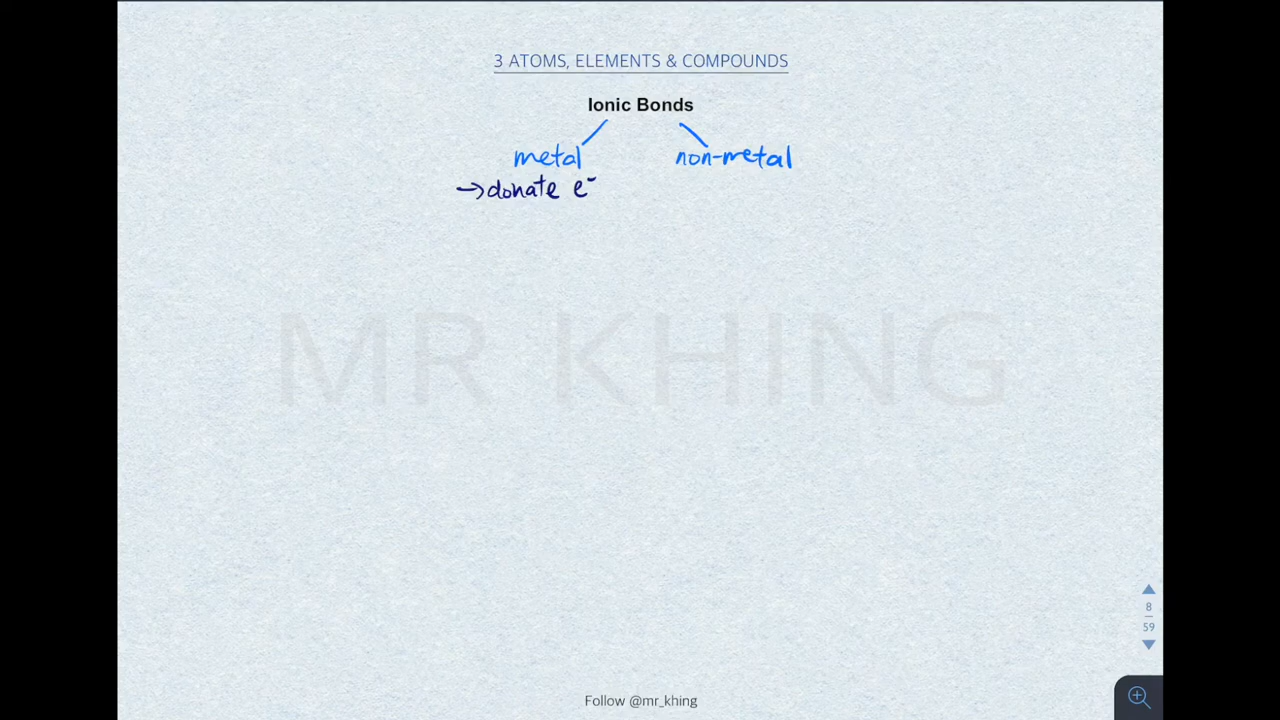 3 ATOMS, ELEMENTS & COMPOUNDS
Ionic Bonds
metal non-metal
→donate e⁻
MR KHING
8
59
Follow @mr_khing